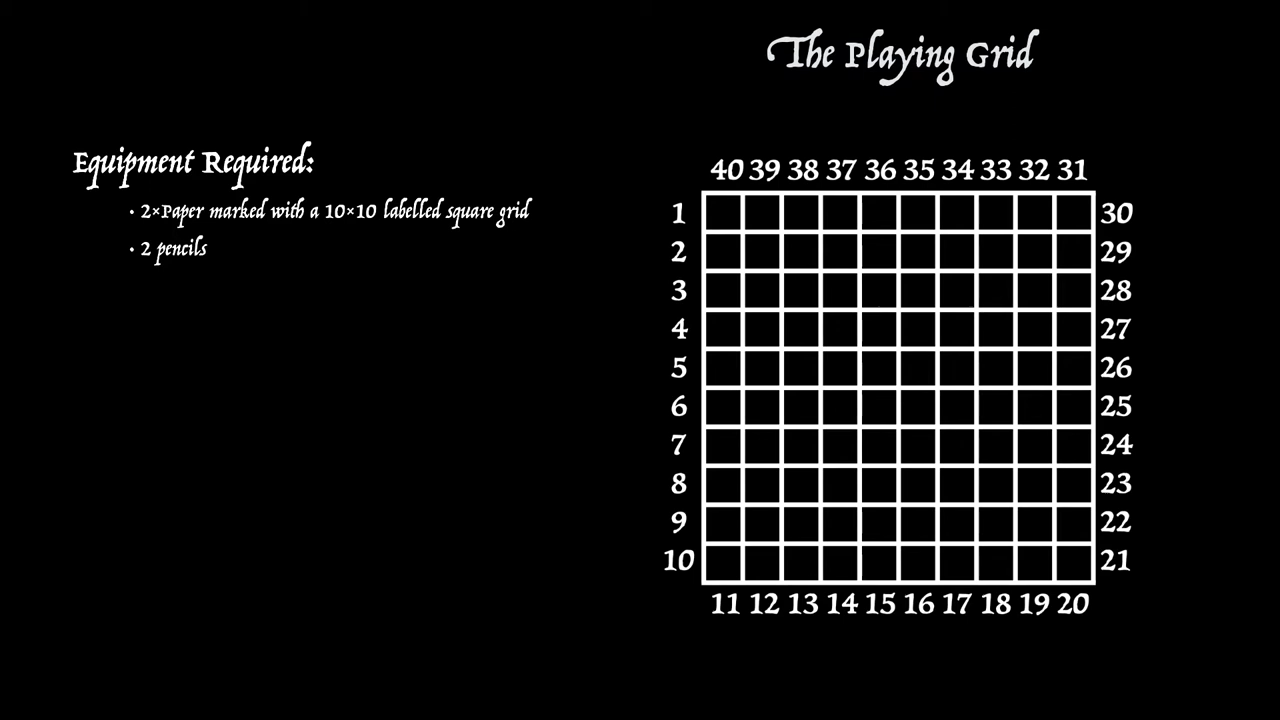 The Playing Grid
Equipment Required:
• 2×Paper marked with a 10×10 labelled square grid
• 2 pencils
40 39 38 37 36 35 34 33 32 31
1 30
2 29
3 28
4 27
5 26
6 25
7 24
8 23
9 22
10 21
11 12 13 14 15 16 17 18 19 20